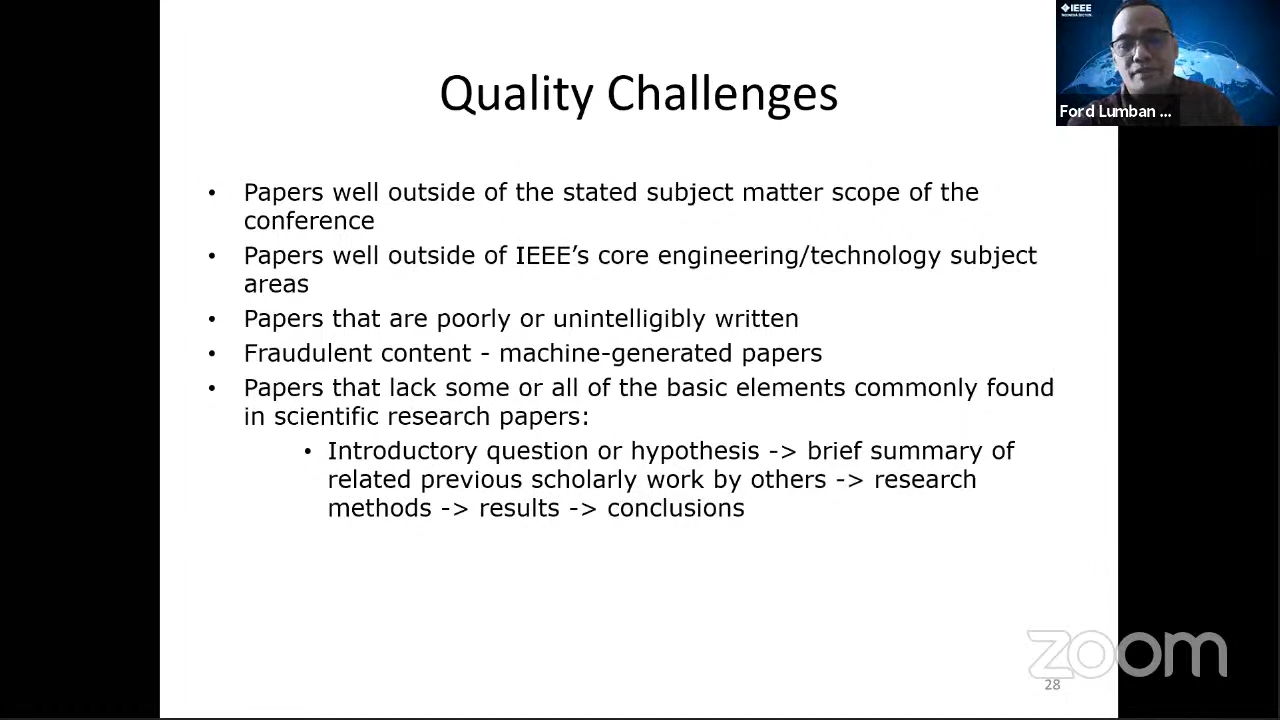 IEEE
INDONESIA SECTION
Ford Lumban ...
Quality Challenges
• Papers well outside of the stated subject matter scope of the
conference
• Papers well outside of IEEE’s core engineering/technology subject
areas
• Papers that are poorly or unintelligibly written
• Fraudulent content - machine-generated papers
• Papers that lack some or all of the basic elements commonly found
in scientific research papers:
• Introductory question or hypothesis -> brief summary of
related previous scholarly work by others -> research
methods -> results -> conclusions
zoom
28